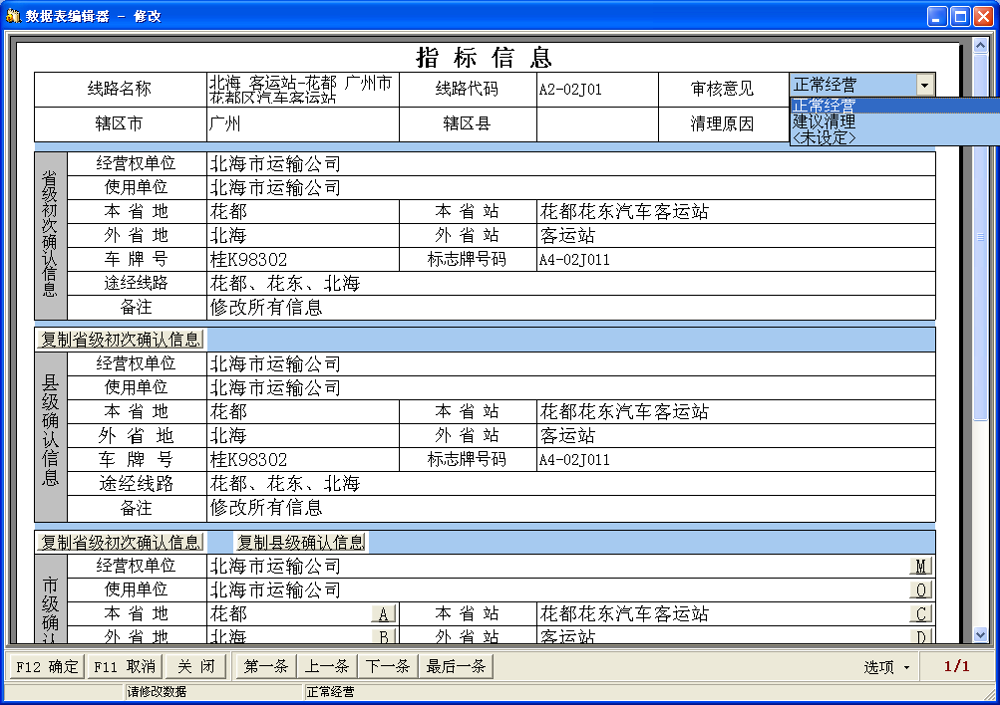 数据表编辑器 - 修改
指 标 信 息
线路名称 北海 客运站-花都 广州市花都区汽车客运站 线路代码 A2-02J01 审核意见 正常经营
正常经营
建议清理
<未设定>
辖区市 广州 辖区县 清理原因
省级初次确认信息
经营权单位 北海市运输公司
使用单位 北海市运输公司
本 省 地 花都 本 省 站 花都花东汽车客运站
外 省 地 北海 外 省 站 客运站
车 牌 号 桂K98302 标志牌号码 A4-02J011
途经线路 花都、花东、北海
备注 修改所有信息
复制省级初次确认信息
县级确认信息
经营权单位 北海市运输公司
使用单位 北海市运输公司
本 省 地 花都 本 省 站 花都花东汽车客运站
外 省 地 北海 外 省 站 客运站
车 牌 号 桂K98302 标志牌号码 A4-02J011
途经线路 花都、花东、北海
备注 修改所有信息
复制省级初次确认信息 复制县级确认信息
市级确认
经营权单位 北海市运输公司 M
使用单位 北海市运输公司 O
本 省 地 花都 A 本 省 站 花都花东汽车客运站 C
外 省 地 北海 B 外 省 站 客运站 D
F12 确定 F11 取消 关 闭 第一条 上一条 下一条 最后一条 选项 1/1
请修改数据 正常经营